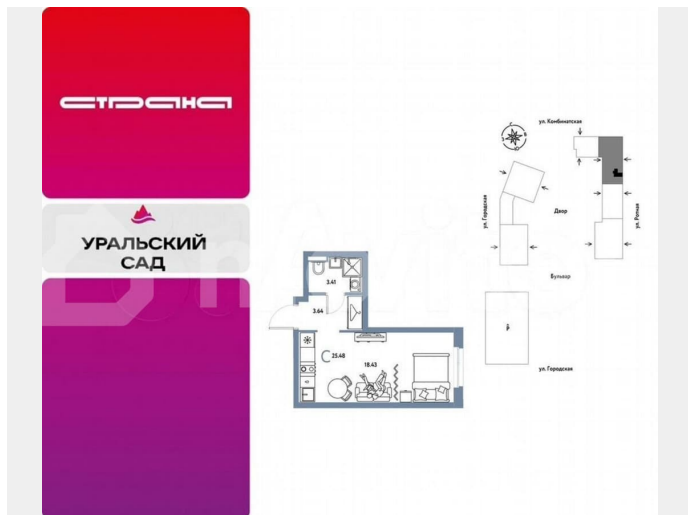 СТРАНА
УРАЛЬСКИЙ
САД
3.41
3.64
С 25.48
18.43
ул. Комбинатская
С
В
Ю
З
ул. Городская
Двор
ул. Ратная
Бульвар
P
ул. Городская